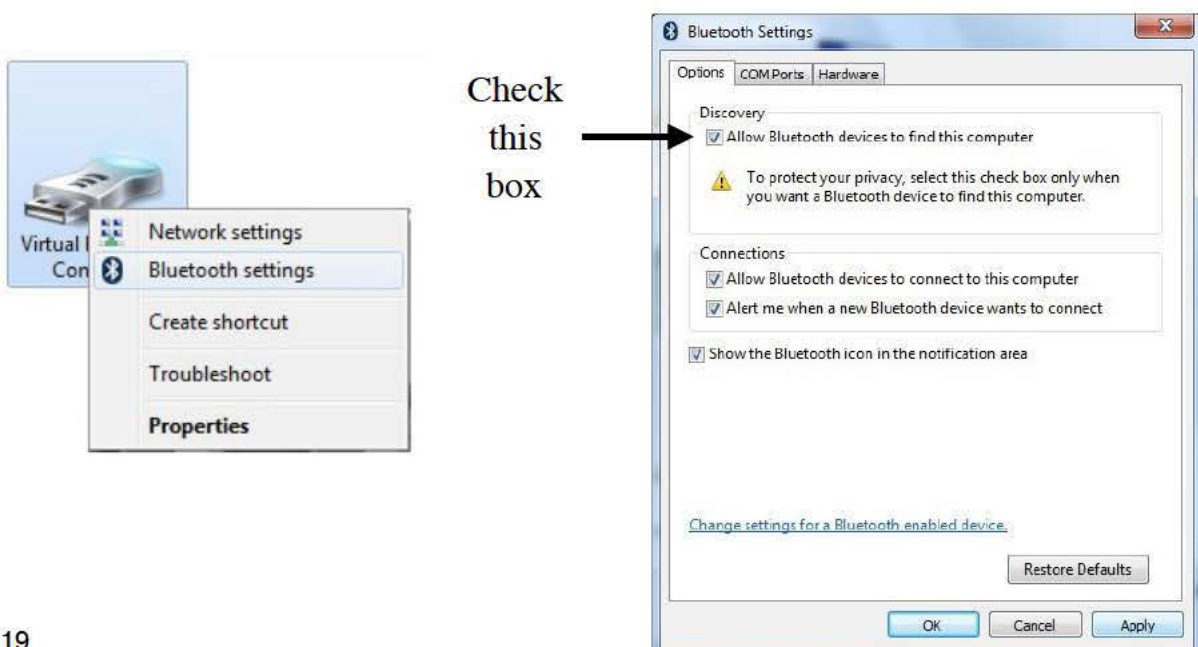 Virtual
Con
Network settings
Bluetooth settings
Create shortcut
Troubleshoot
Properties
Check
this
box
Bluetooth Settings
Options COM Ports Hardware
Discovery
Allow Bluetooth devices to find this computer
To protect your privacy, select this check box only when
you want a Bluetooth device to find this computer.
Connections
Allow Bluetooth devices to connect to this computer
Alert me when a new Bluetooth device wants to connect
Show the Bluetooth icon in the notification area
Change settings for a Bluetooth enabled device.
Restore Defaults
OK Cancel Apply
19